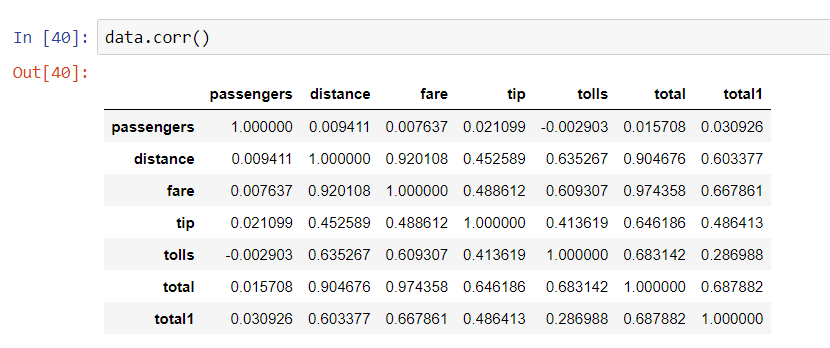 In [40]: data.corr()
Out[40]:
passengers distance fare tip tolls total total1
passengers 1.000000 0.009411 0.007637 0.021099 -0.002903 0.015708 0.030926
distance 0.009411 1.000000 0.920108 0.452589 0.635267 0.904676 0.603377
fare 0.007637 0.920108 1.000000 0.488612 0.609307 0.974358 0.667861
tip 0.021099 0.452589 0.488612 1.000000 0.413619 0.646186 0.486413
tolls -0.002903 0.635267 0.609307 0.413619 1.000000 0.683142 0.286988
total 0.015708 0.904676 0.974358 0.646186 0.683142 1.000000 0.687882
total1 0.030926 0.603377 0.667861 0.486413 0.286988 0.687882 1.000000